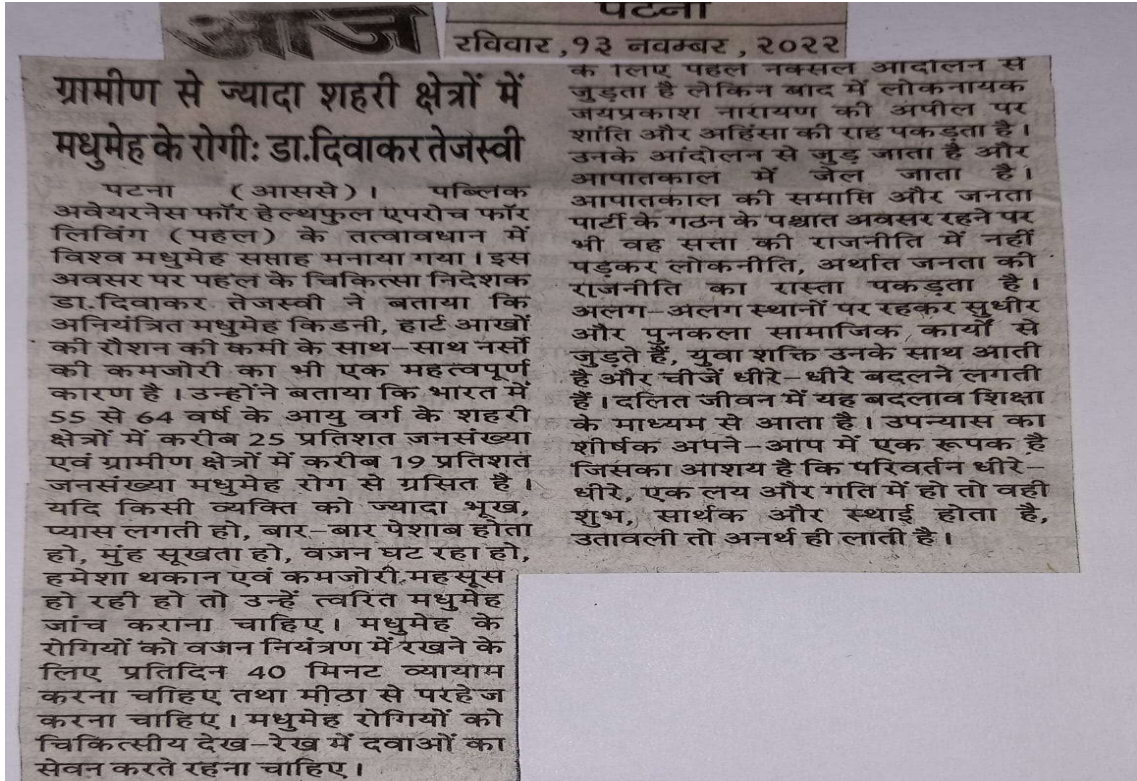 आज
पटना
रविवार, १३ नवम्बर, २०२२
ग्रामीण से ज्यादा शहरी क्षेत्रों में
मधुमेह के रोगी: डा.दिवाकर तेजस्वी
पटना (आससे)। पब्लिक
अवेयरनेस फॉर हेल्थफुल एपरोच फॉर
लिविंग (पहल) के तत्वावधान में
विश्व मधुमेह सप्ताह मनाया गया। इस
अवसर पर पहल के चिकित्सा निदेशक
डा.दिवाकर तेजस्वी ने बताया कि
अनियंत्रित मधुमेह किडनी, हार्ट आखों
की रौशन की कमी के साथ-साथ नर्सो
की कमजोरी का भी एक महत्वपूर्ण
कारण है। उन्होंने बताया कि भारत में
55 से 64 वर्ष के आयु वर्ग के शहरी
क्षेत्रों में करीब 25 प्रतिशत जनसंख्या
एवं ग्रामीण क्षेत्रों में करीब 19 प्रतिशत
जनसंख्या मधुमेह रोग से ग्रसित है।
यदि किसी व्यक्ति को ज्यादा भूख,
प्यास लगती हो, बार-बार पेशाब होता
हो, मुंह सूखता हो, वजन घट रहा हो,
हमेशा थकान एवं कमजोरी महसूस
हो रही हो तो उन्हें त्वरित मधुमेह
जांच कराना चाहिए। मधुमेह के
रोगियों को वजन नियंत्रण में रखने के
लिए प्रतिदिन 40 मिनट व्यायाम
करना चाहिए तथा मीठा से परहेज
करना चाहिए। मधुमेह रोगियों को
चिकित्सीय देख-रेख में दवाओं का
सेवन करते रहना चाहिए।
के लिए पहले नक्सल आंदोलन से
जुड़ता है लेकिन बाद में लोकनायक
जयप्रकाश नारायण की अपील पर
शांति और अहिंसा की राह पकड़ता है।
उनके आंदोलन से जुड़ जाता है और
आपातकाल में जेल जाता है।
आपातकाल की समाप्ति और जनता
पार्टी के गठन के पश्चात अवसर रहने पर
भी वह सत्ता की राजनीति में नहीं
पड़कर लोकनीति, अर्थात जनता की
राजनीति का रास्ता पकड़ता है।
अलग-अलग स्थानों पर रहकर सुधीर
और पुनकला सामाजिक कार्यों से
जुड़ते हैं, युवा शक्ति उनके साथ आती
है और चीजें धीरे-धीरे बदलने लगती
हैं। दलित जीवन में यह बदलाव शिक्षा
के माध्यम से आता है। उपन्यास का
शीर्षक अपने-आप में एक रूपक है
जिसका आशय है कि परिवर्तन धीरे-
धीरे, एक लय और गति में हो तो वही
शुभ, सार्थक और स्थाई होता है,
उतावली तो अनर्थ ही लाती है।